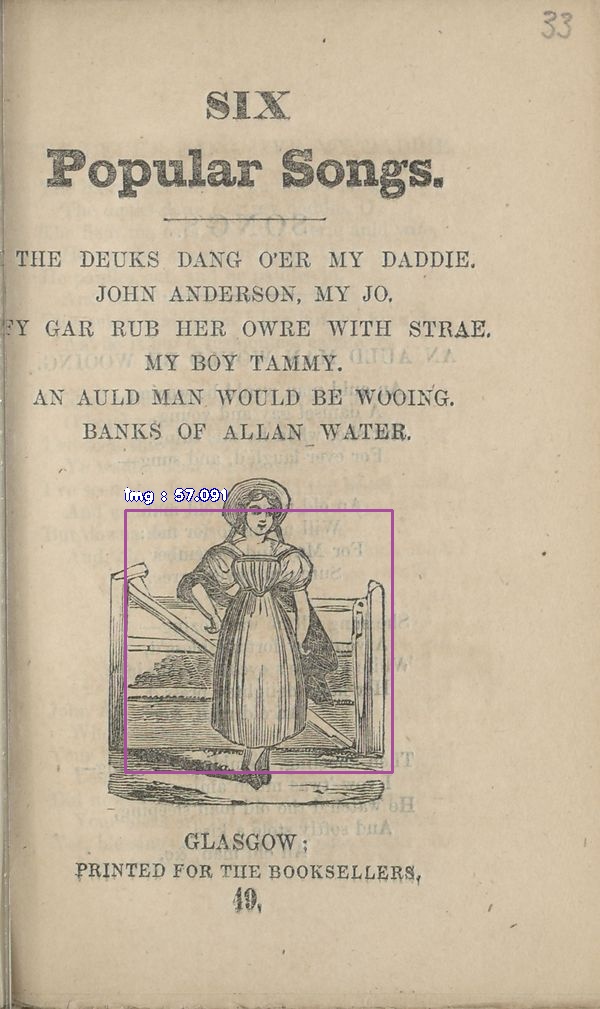 33
SIX
Popular Songs.
THE DEUKS DANG O'ER MY DADDIE.
JOHN ANDERSON, MY JO.
FY GAR RUB HER OWRE WITH STRAE.
MY BOY TAMMY.
AN AULD MAN WOULD BE WOOING.
BANKS OF ALLAN WATER.
img : 57.091
GLASGOW;
PRINTED FOR THE BOOKSELLERS,
49,